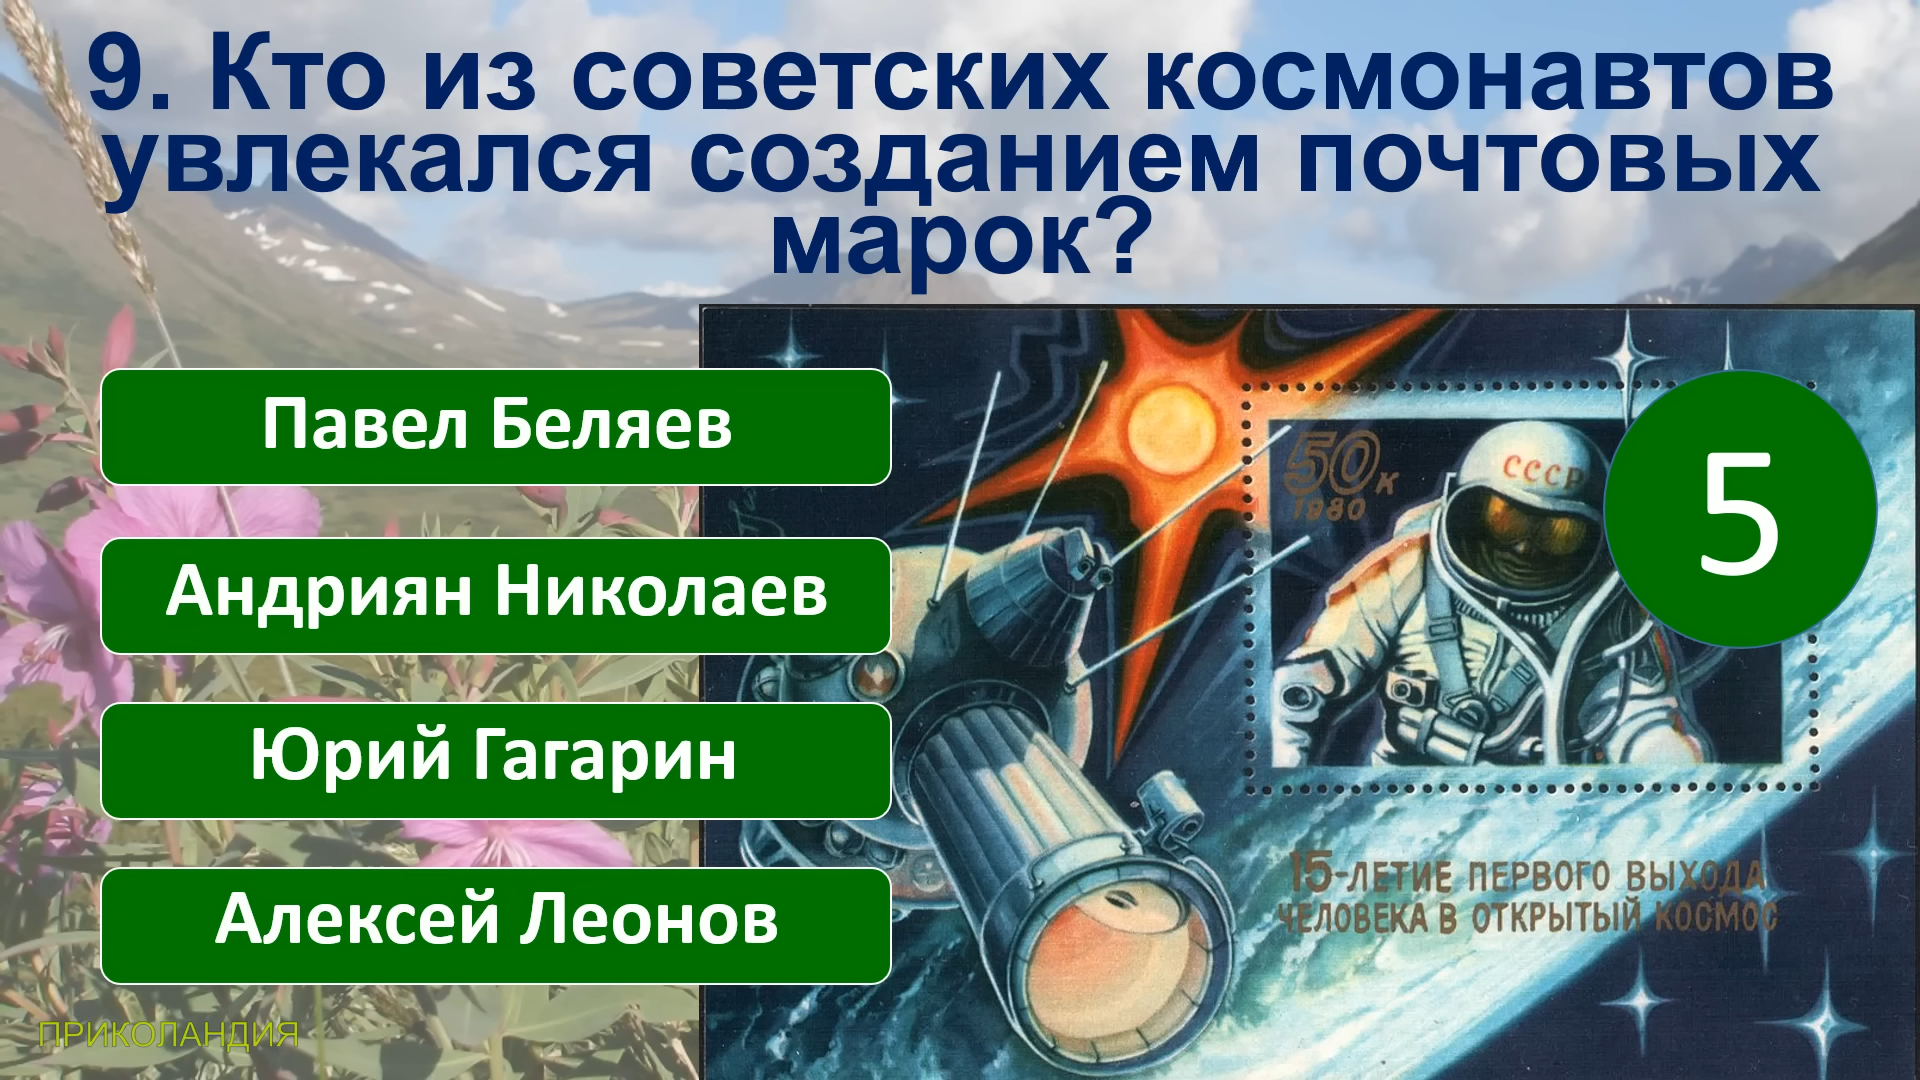 9. Кто из советских космонавтов
увлекался созданием почтовых
марок?
Павел Беляев
Андриян Николаев
Юрий Гагарин
Алексей Леонов
50к
1980
СССР
5
15-ЛЕТИЕ ПЕРВОГО ВЫХОДА
ЧЕЛОВЕКА В ОТКРЫТЫЙ КОСМОС
ПРИКОЛАНДИЯ